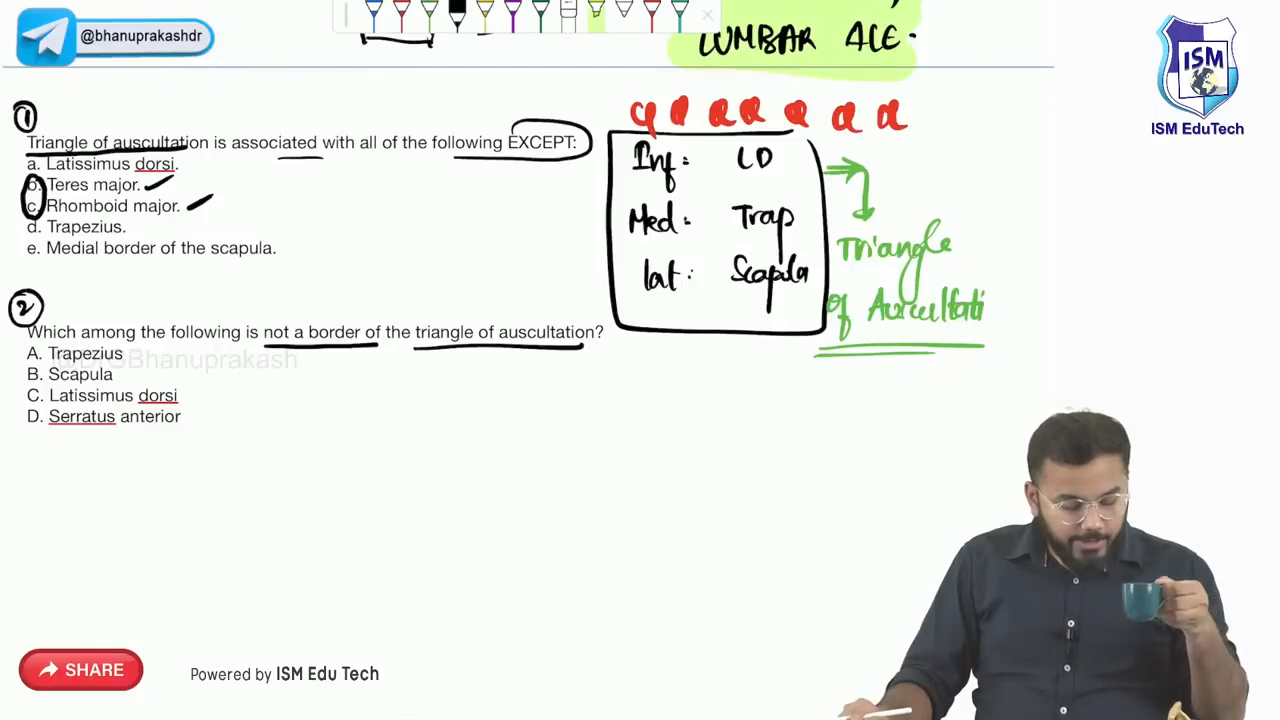 @bhanuprakashdr
LUMBAR
ISM
ISM EduTech
1
Triangle of auscultation is associated with all of the following EXCEPT:
a. Latissimus dorsi.
b. Teres major.
c. Rhomboid major.
d. Trapezius.
e. Medial border of the scapula.
Inf: LD
Med: Trap
lat: Scapula
Triangle
of Auscultati
2
Which among the following is not a border of the triangle of auscultation?
A. Trapezius
B. Scapula
C. Latissimus dorsi
D. Serratus anterior
SHARE
Powered by ISM Edu Tech